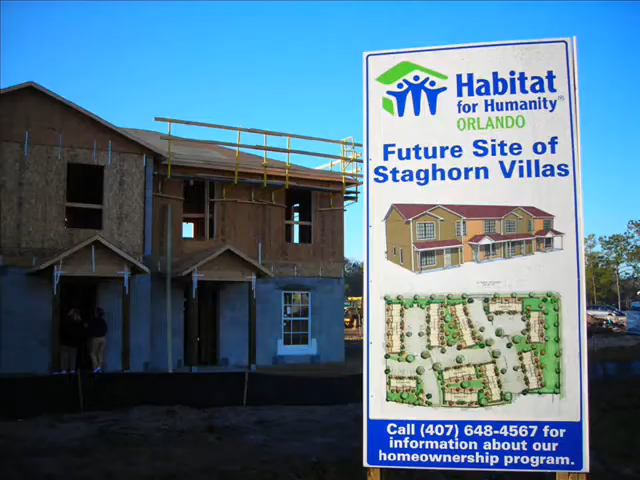 Habitat
for Humanity®
ORLANDO
Future Site of
Staghorn Villas
Call (407) 648-4567 for
information about our
homeownership program.